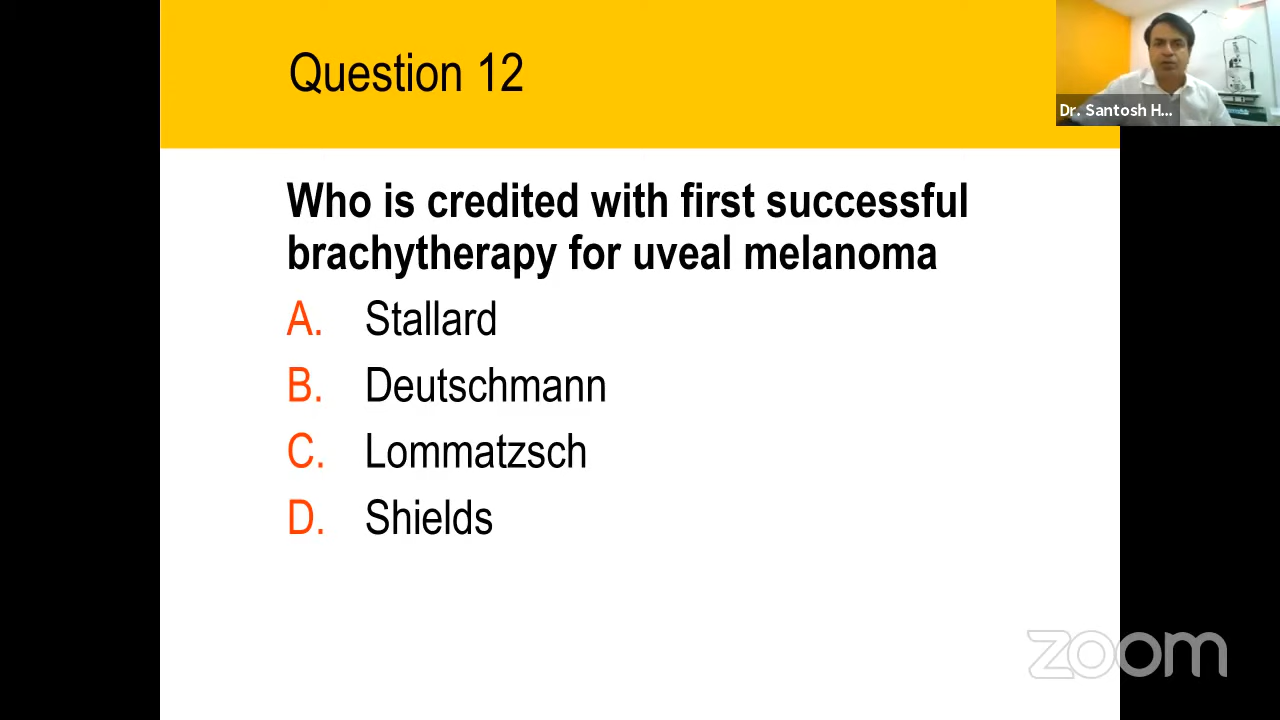 Question 12
Dr. Santosh H...
Who is credited with first successful
brachytherapy for uveal melanoma
A. Stallard
B. Deutschmann
C. Lommatzsch
D. Shields
zoom